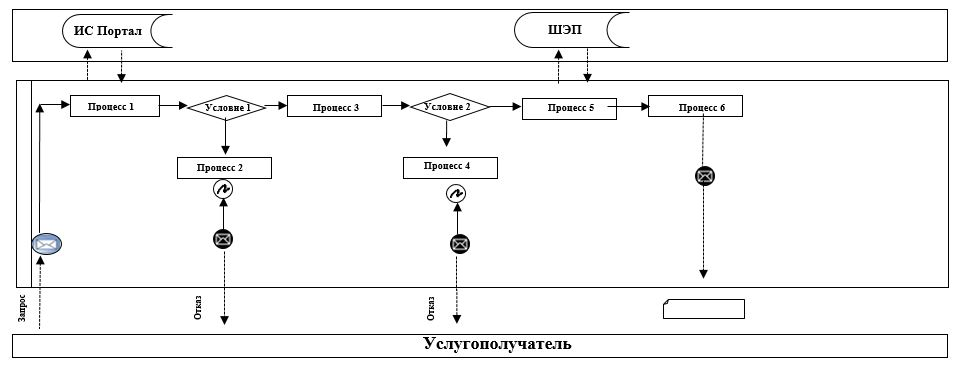 ИС Портал
ШЭП
Процесс 1
Условие 1
Процесс 3
Условие 2
Процесс 5
Процесс 6
Процесс 2
Процесс 4
Запрос
Отказ
Отказ
Услугополучатель